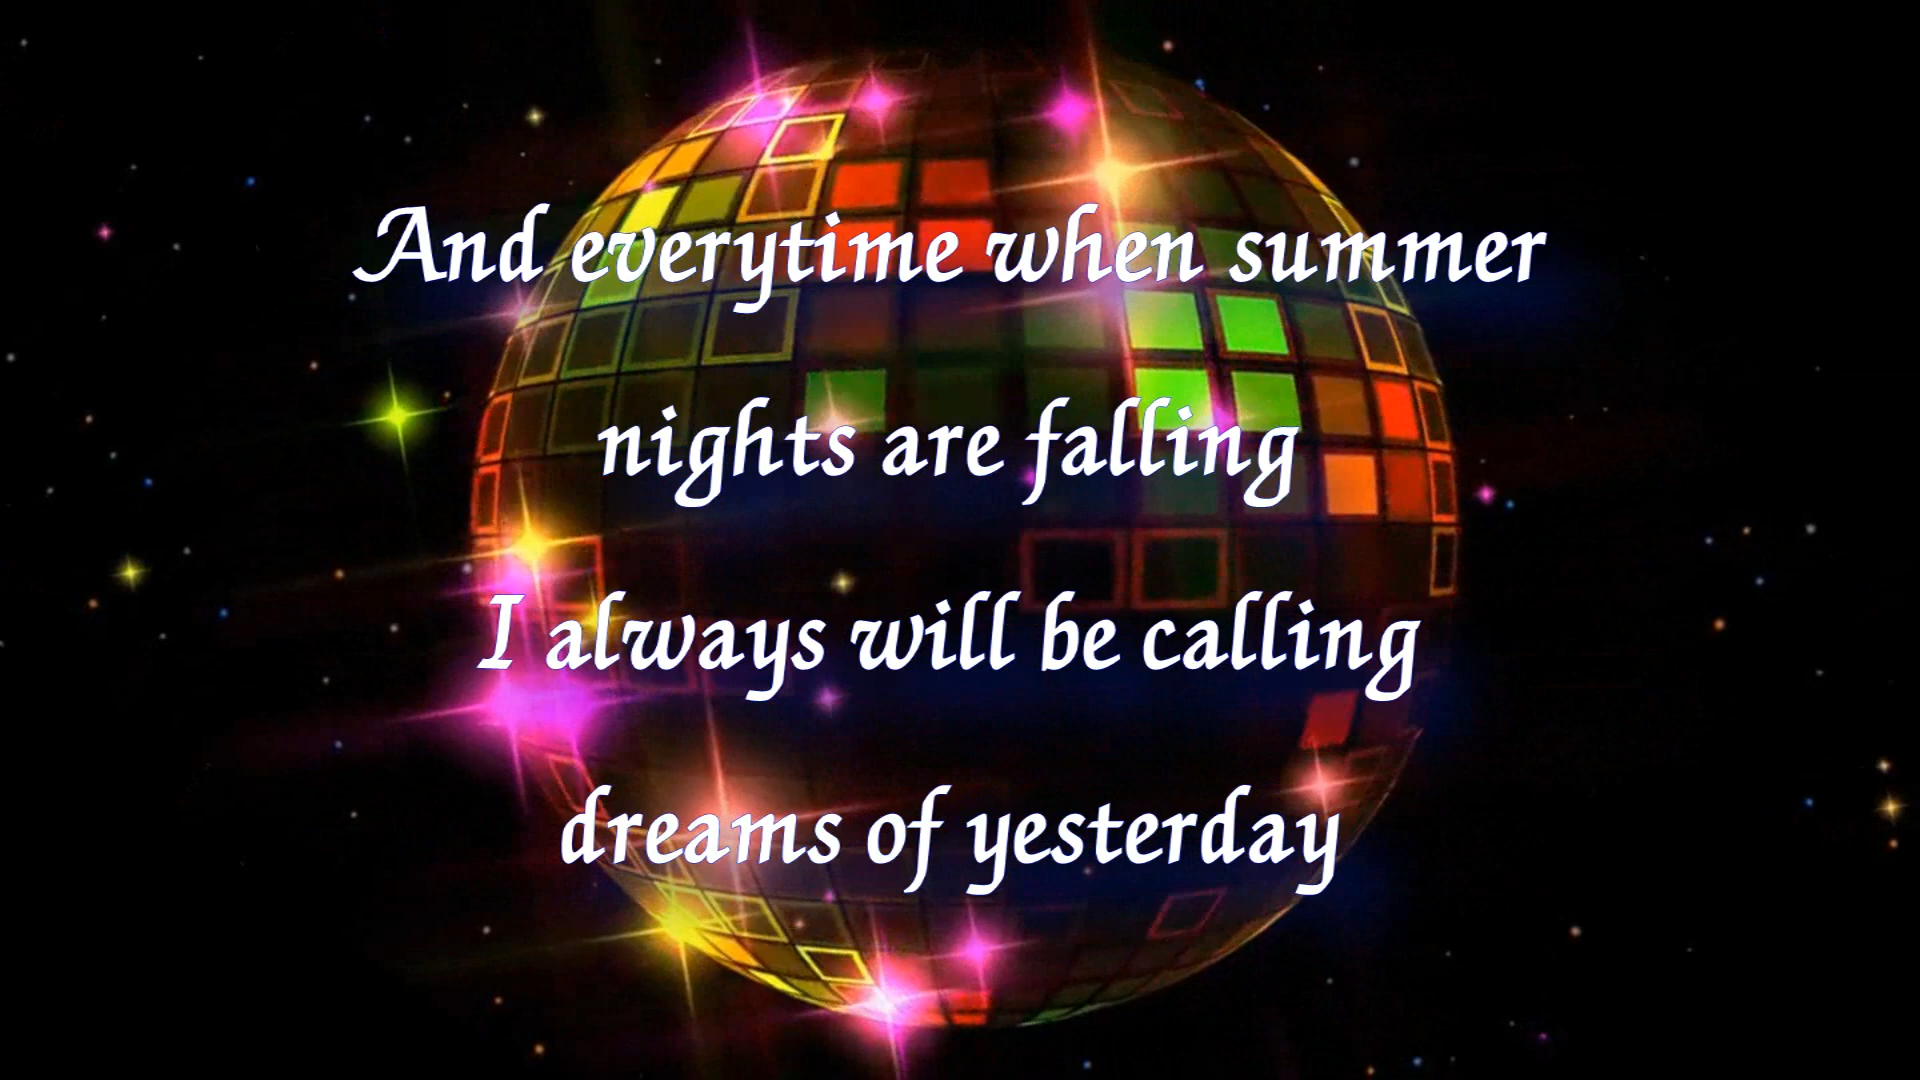 And everytime when summer
nights are falling
I always will be calling
dreams of yesterday